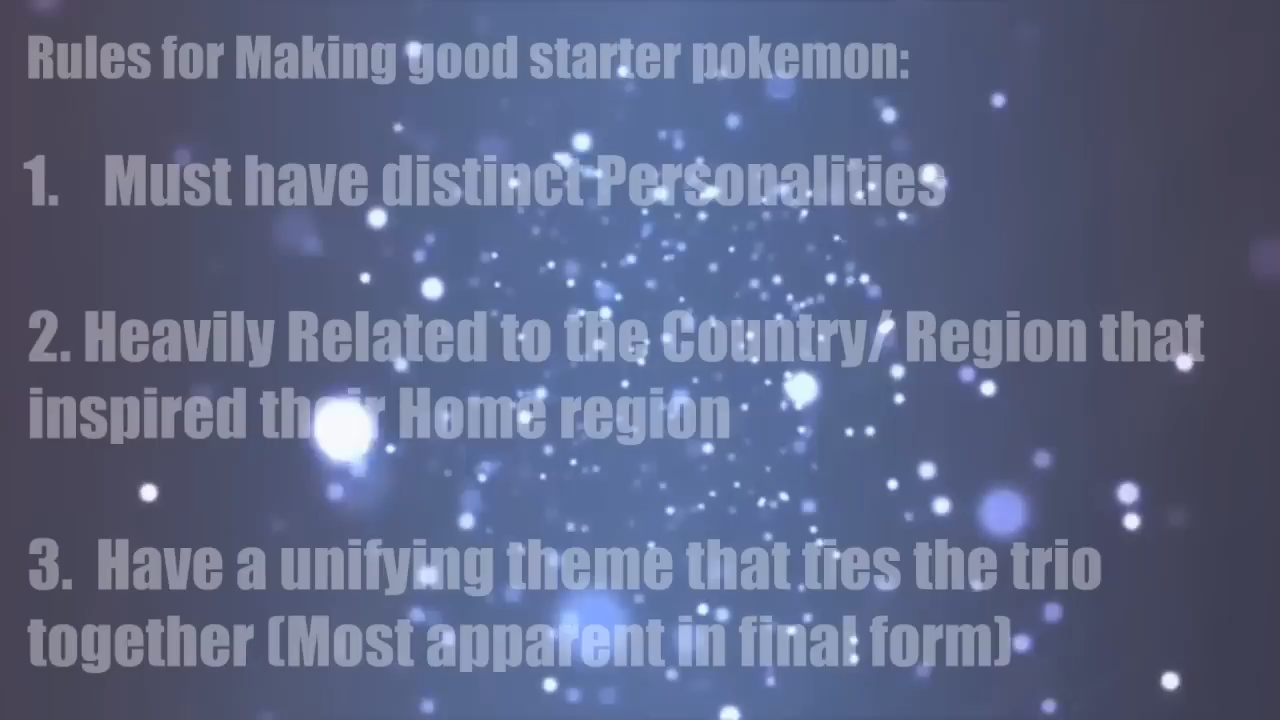 Rules for Making good starter pokemon:
1. Must have distinct Personalities
2. Heavily Related to the Country/ Region that
inspired their Home region
3. Have a unifying theme that ties the trio
together (Most apparent in final form)